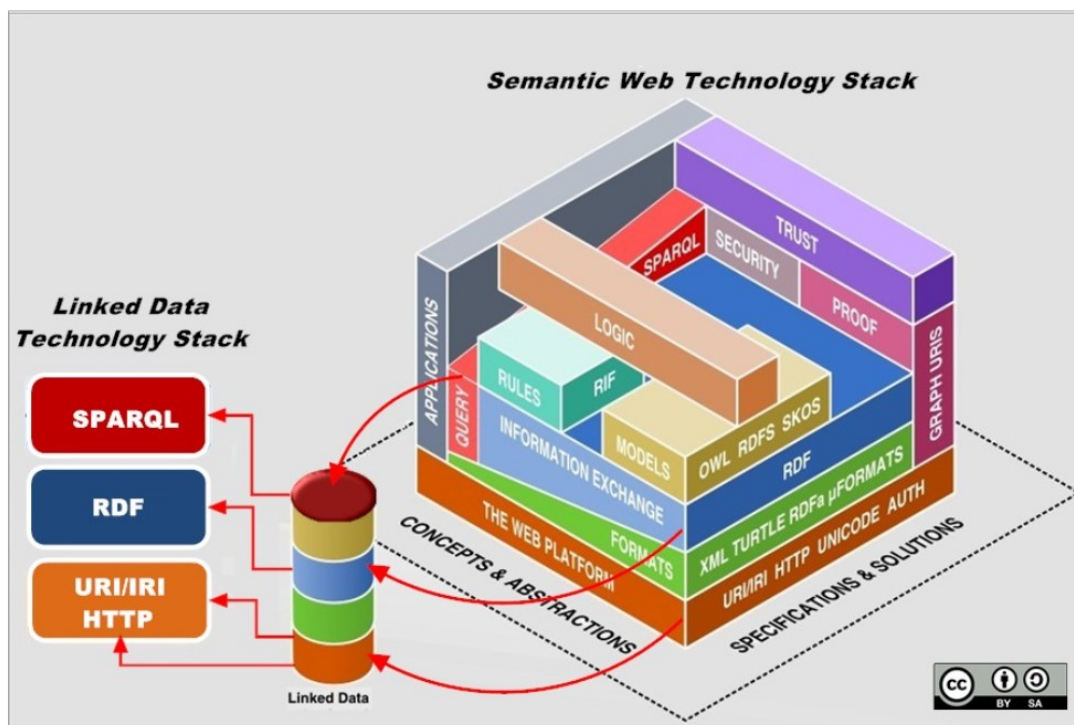 Semantic Web Technology Stack
Linked Data
Technology Stack
SPARQL
RDF
URI/IRI
HTTP
Linked Data
APPLICATIONS
QUERY
RULES
RIF
LOGIC
SPARQL
SECURITY
TRUST
PROOF
GRAPH URIS
MODELS
OWL RDFS SKOS
INFORMATION EXCHANGE
RDF
FORMATS
XML TURTLE RDFa µFORMATS
THE WEB PLATFORM
URI/IRI HTTP UNICODE AUTH
CONCEPTS & ABSTRACTIONS
SPECIFICATIONS & SOLUTIONS
cc
BY SA